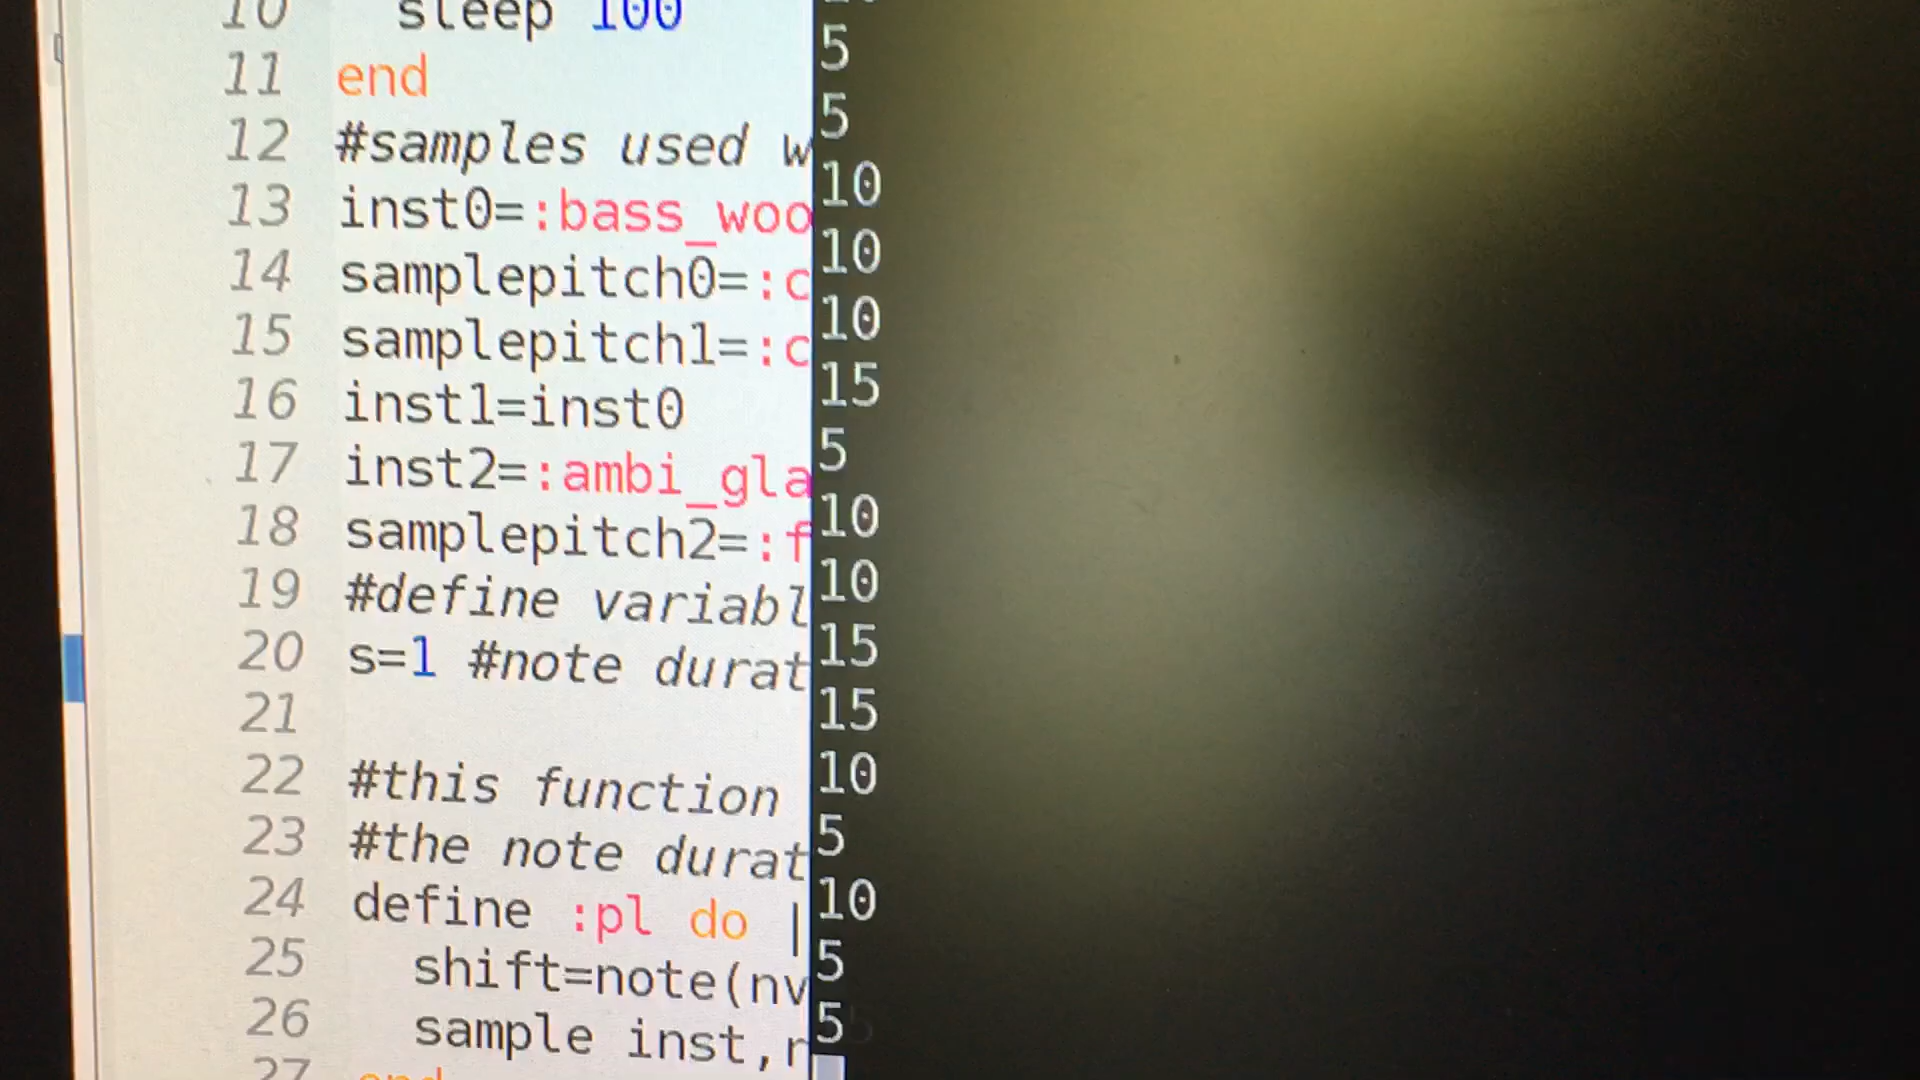 10 sleep 100
11 end
12 #samples used w
13 inst0=:bass_woo
14 samplepitch0=:c
15 samplepitch1=:c
16 inst1=inst0
17 inst2=:ambi_gla
18 samplepitch2=:f
19 #define variabl
20 s=1 #note durat
21
22 #this function
23 #the note durat
24 define :pl do |
25 shift=note(nv
26 sample inst,r
27 end
5
5
10
10
10
15
5
10
10
15
15
10
5
10
5
5